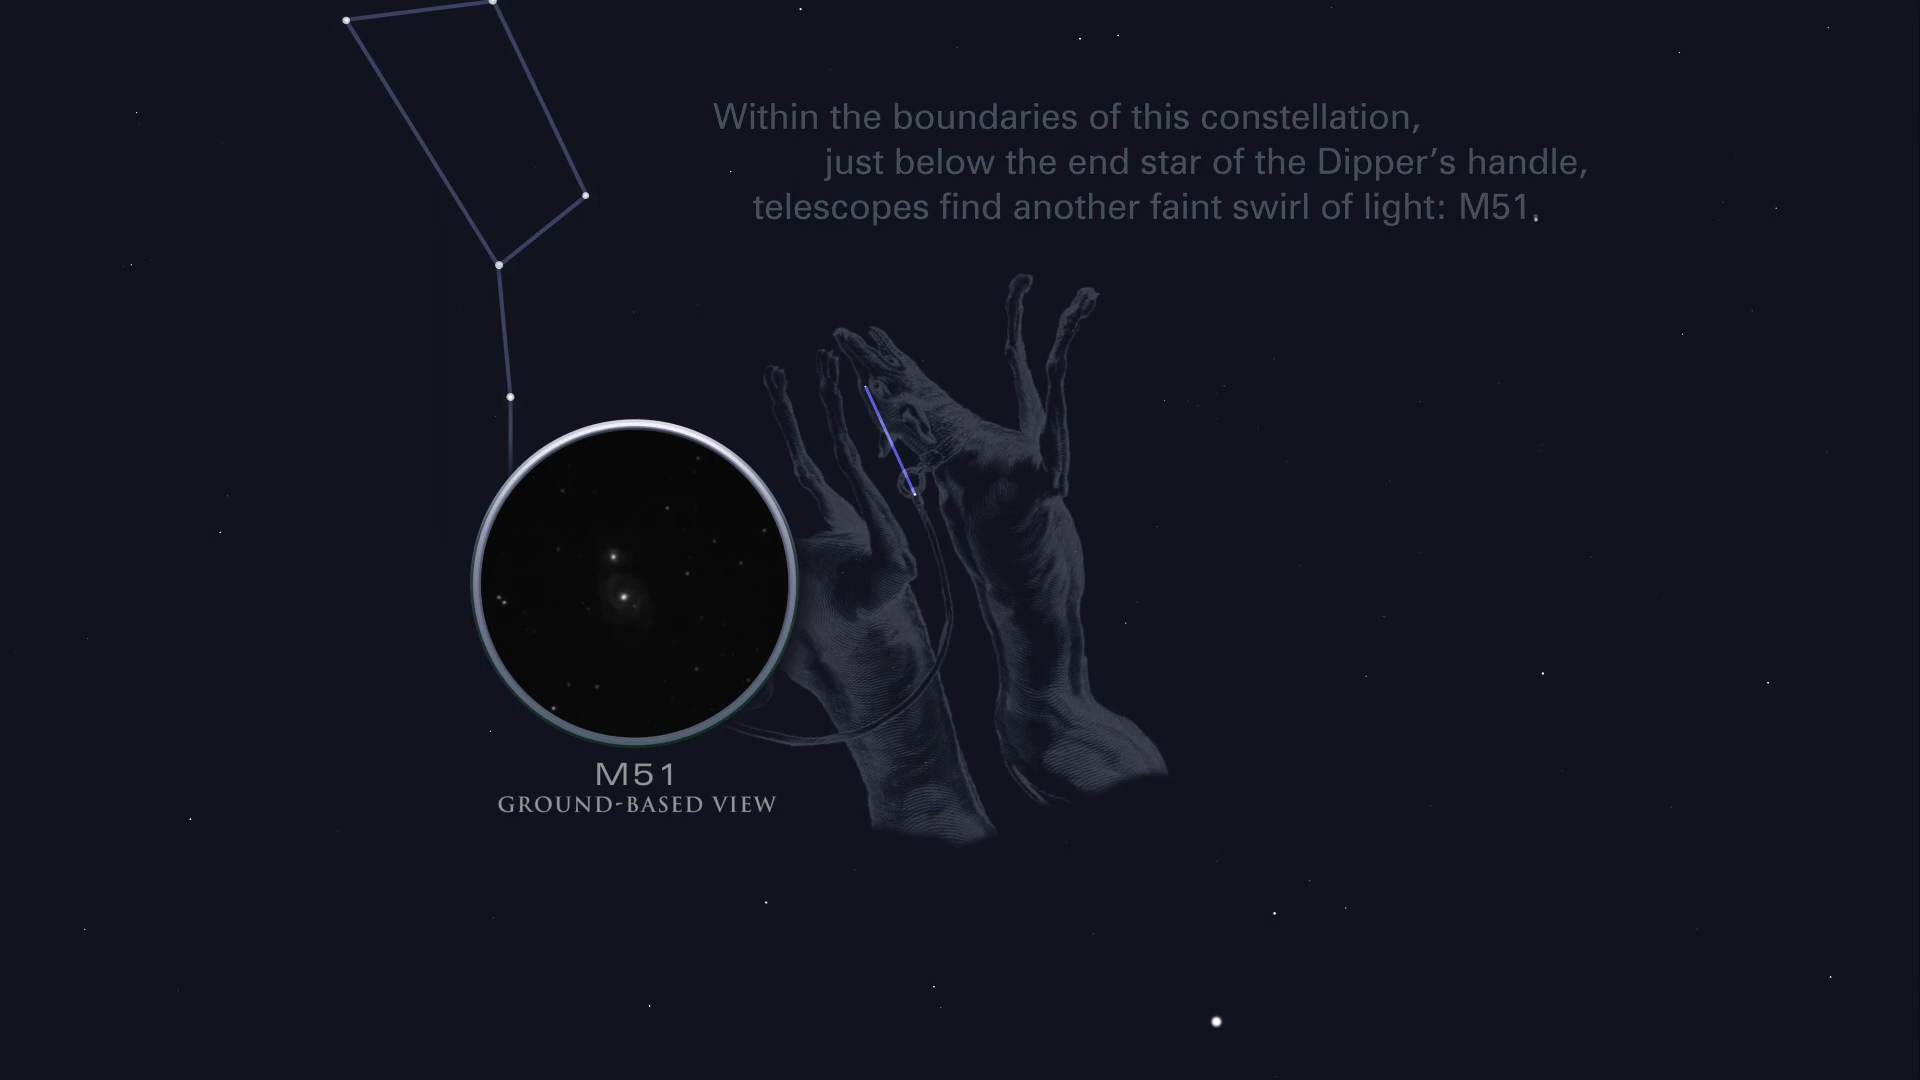 Within the boundaries of this constellation,
just below the end star of the Dipper’s handle,
telescopes find another faint swirl of light: M51.
M51
GROUND-BASED VIEW